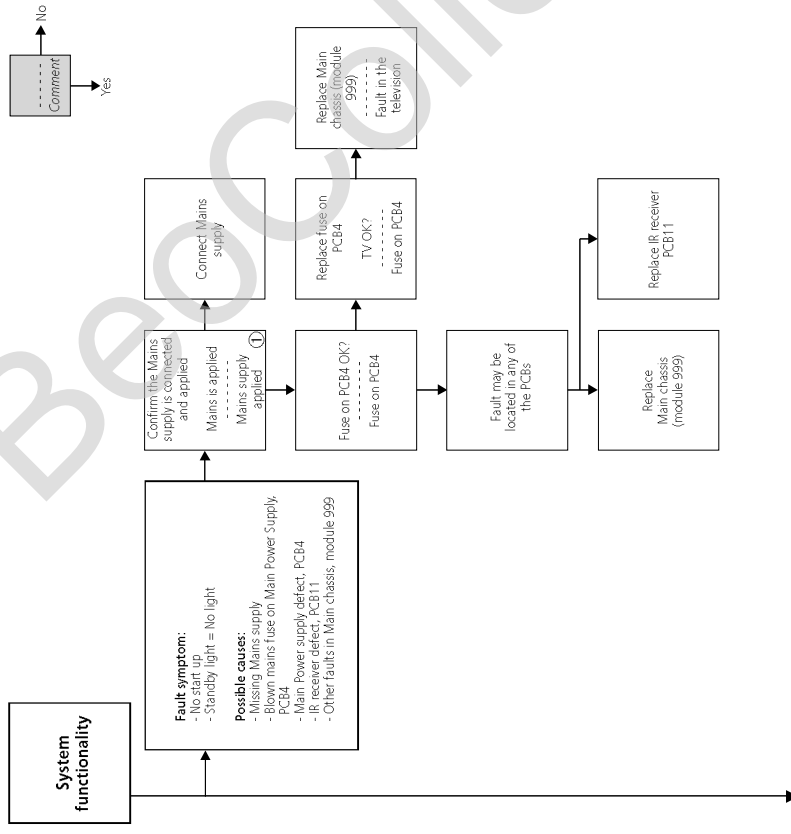 System
functionality
Fault symptom:
- No start up
- Standby light = No light
Possible causes:
- Missing Mains supply
- Blown mains fuse on Main Power Supply,
PCB4
- Main Power supply defect, PCB4
- IR receiver defect, PCB11
- Other faults in Main chassis, module 999
Confirm the Mains
supply is connected
and applied
Mains is applied
- - - - - - -
Mains supply
applied
1
Connect Mains
supply
Fuse on PCB4 OK?
- - - - - - -
Fuse on PCB4
Replace fuse on
PCB4
TV OK?
- - - - - - -
Fuse on PCB4
Replace Main
chassis (module
999)
- - - - - - -
Fault in the
television
Fault may be
located in any of
the PCBs
Replace
Main chassis
(module 999)
Replace IR receiver
PCB11
- - - - - -
Comment
No
Yes